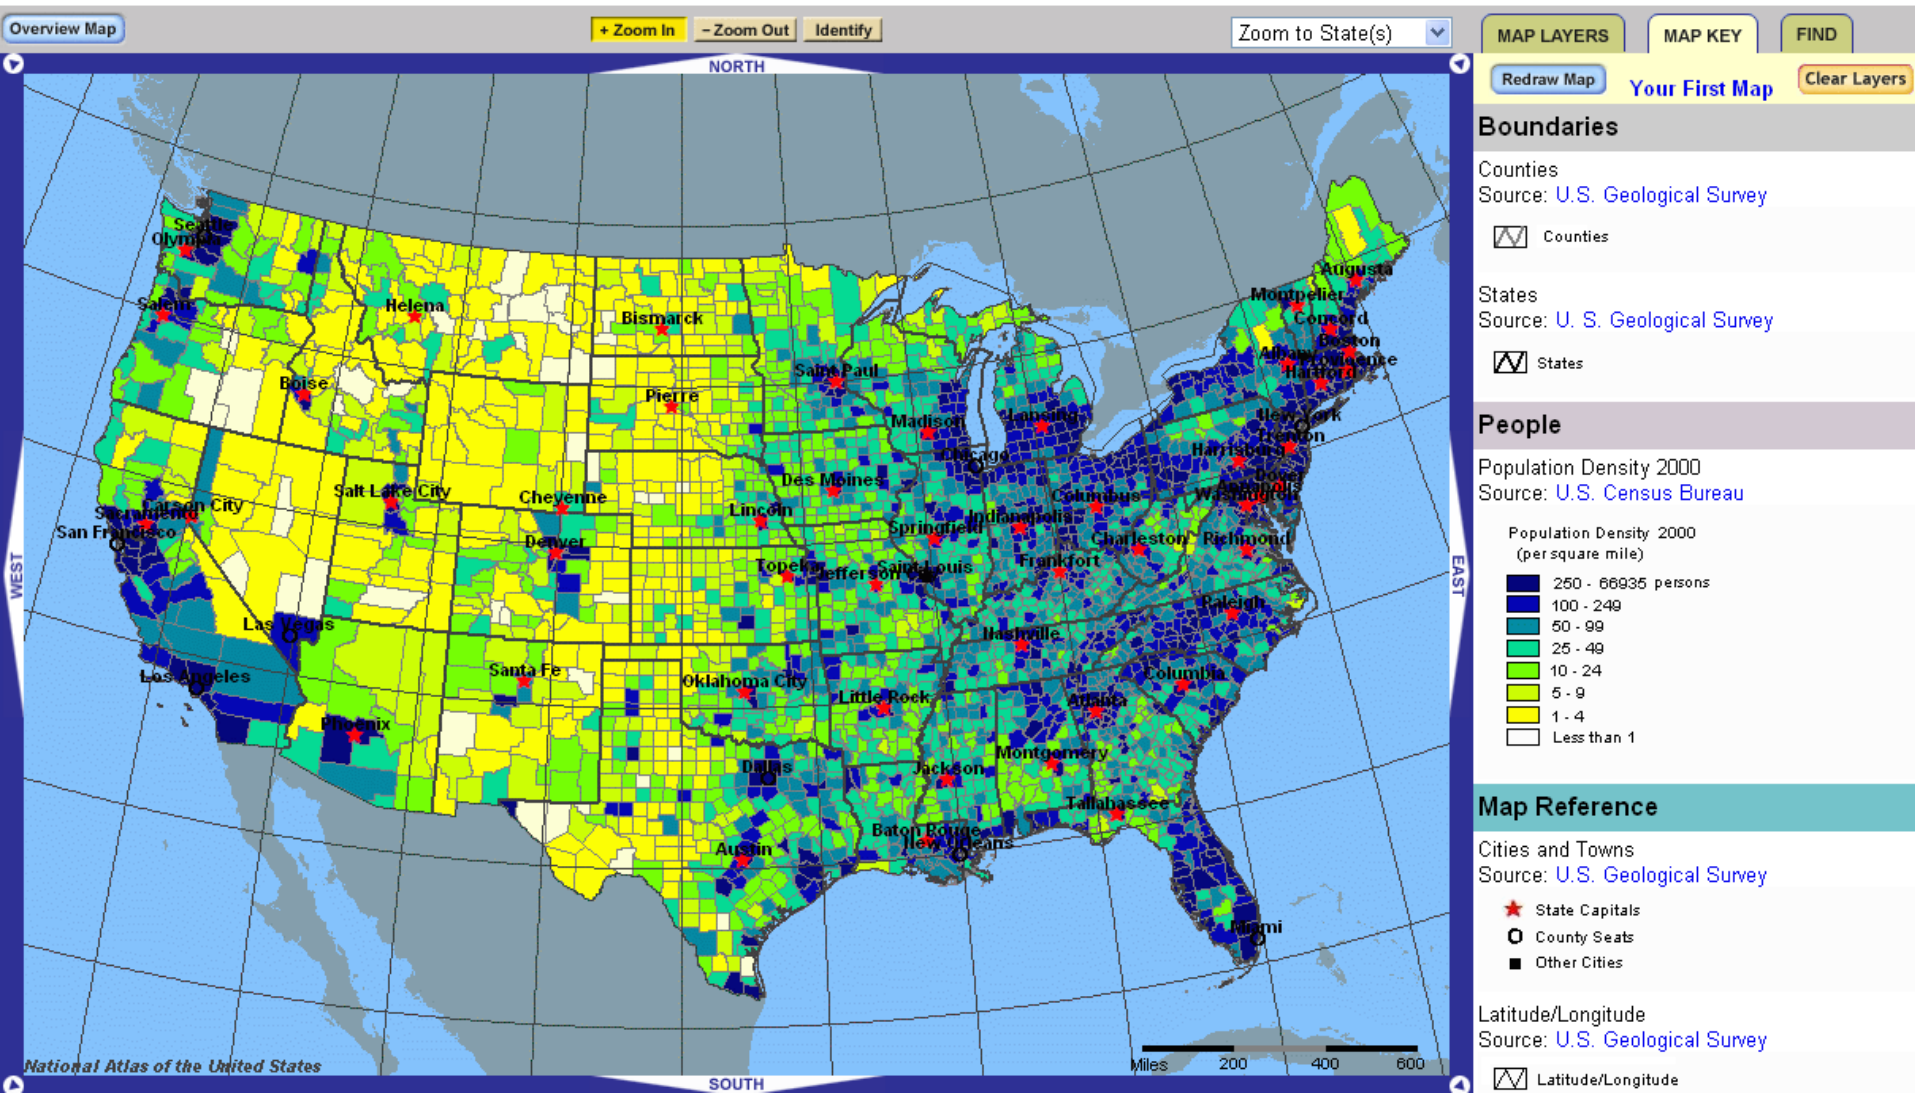 Overview Map
+ Zoom In
- Zoom Out
Identify
Zoom to State(s)
MAP LAYERS
MAP KEY
FIND
NORTH
Redraw Map
Your First Map
Clear Layers
WEST
EAST
SOUTH
Seattle
Olympia
Salem
Helena
Bismarck
Boise
Pierre
Saint Paul
Madison
Lansing
Augusta
Montpelier
Concord
Boston
Albany
Providence
Hartford
New York
Trenton
Harrisburg
Dover
Annapolis
Washington
Chicago
Des Moines
Salt Lake City
Cheyenne
Lincoln
Columbus
Indianapolis
Springfield
Carson City
Sacramento
San Francisco
Denver
Topeka
Jefferson City
Saint Louis
Charleston
Richmond
Frankfort
Raleigh
Las Vegas
Nashville
Los Angeles
Santa Fe
Oklahoma City
Little Rock
Columbia
Atlanta
Phoenix
Dallas
Jackson
Montgomery
Tallahassee
Baton Rouge
New Orleans
Austin
Miami
National Atlas of the United States
Miles 200 400 600
Boundaries
Counties
Source: U.S. Geological Survey
Counties
States
Source: U. S. Geological Survey
States
People
Population Density 2000
Source: U.S. Census Bureau
Population Density 2000
(per square mile)
250 - 66935 persons
100 - 249
50 - 99
25 - 49
10 - 24
5 - 9
1 - 4
Less than 1
Map Reference
Cities and Towns
Source: U.S. Geological Survey
State Capitals
County Seats
Other Cities
Latitude/Longitude
Source: U.S. Geological Survey
Latitude/Longitude